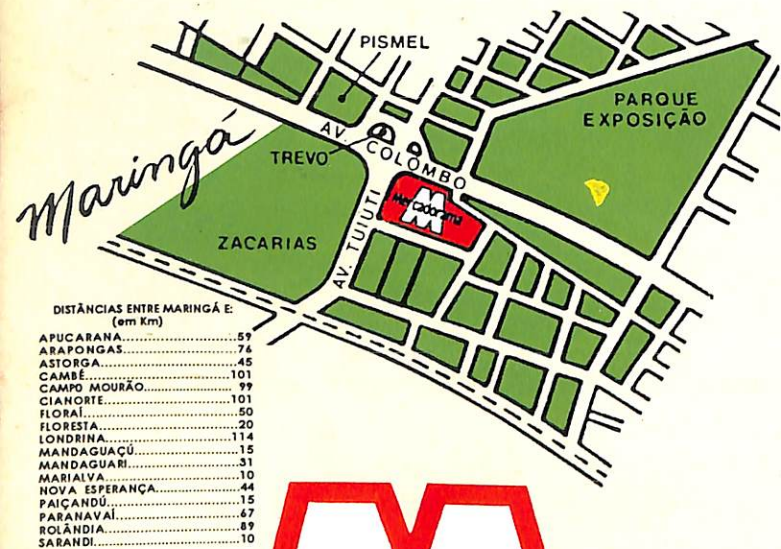 PISMEL
PARQUE
EXPOSIÇÃO
AV. COLOMBO
TREVO
Maringá
Mercadorama
AV. TUIUTI
ZACARIAS
DISTÂNCIAS ENTRE MARINGÁ E:
(em Km)
APUCARANA..................59
ARAPONGAS..................76
ASTORGA..................45
CAMBÉ..................101
CAMPO MOURÃO..................99
CIANORTE..................101
FLORAÍ..................50
FLORESTA..................20
LONDRINA..................114
MANDAGUAÇÚ..................15
MANDAGUARI..................31
MARIALVA..................10
NOVA ESPERANÇA..................44
PAIÇANDÚ..................15
PARANAVAÍ..................67
ROLÂNDIA..................89
SARANDI..................10